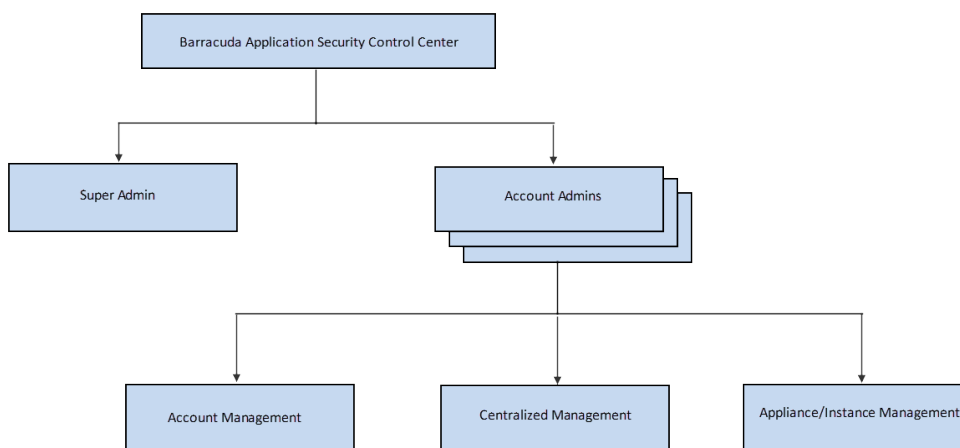 Barracuda Application Security Control Center
Super Admin
Account Admins
Account Management
Centralized Management
Appliance/Instance Management